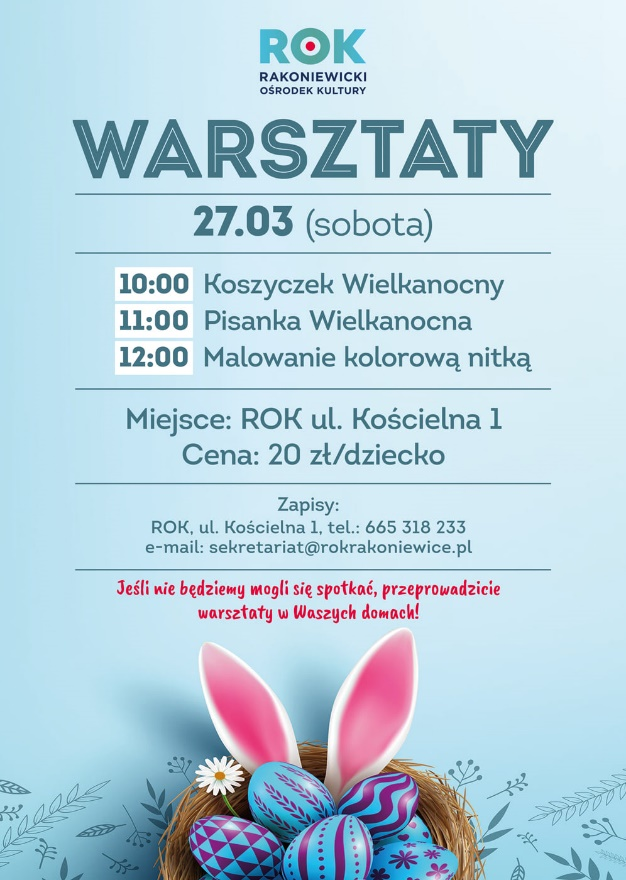 ROK
RAKONIEWICKI
OŚRODEK KULTURY
WARSZTATY
27.03 (sobota)
10:00 Koszyczek Wielkanocny
11:00 Pisanka Wielkanocna
12:00 Malowanie kolorową nitką
Miejsce: ROK ul. Kościelna 1
Cena: 20 zł/dziecko
Zapisy:
ROK, ul. Kościelna 1, tel.: 665 318 233
e-mail: sekretariat@rokrakoniewice.pl
Jeśli nie będziemy mogli się spotkać, przeprowadzicie
warsztaty w Waszych domach!